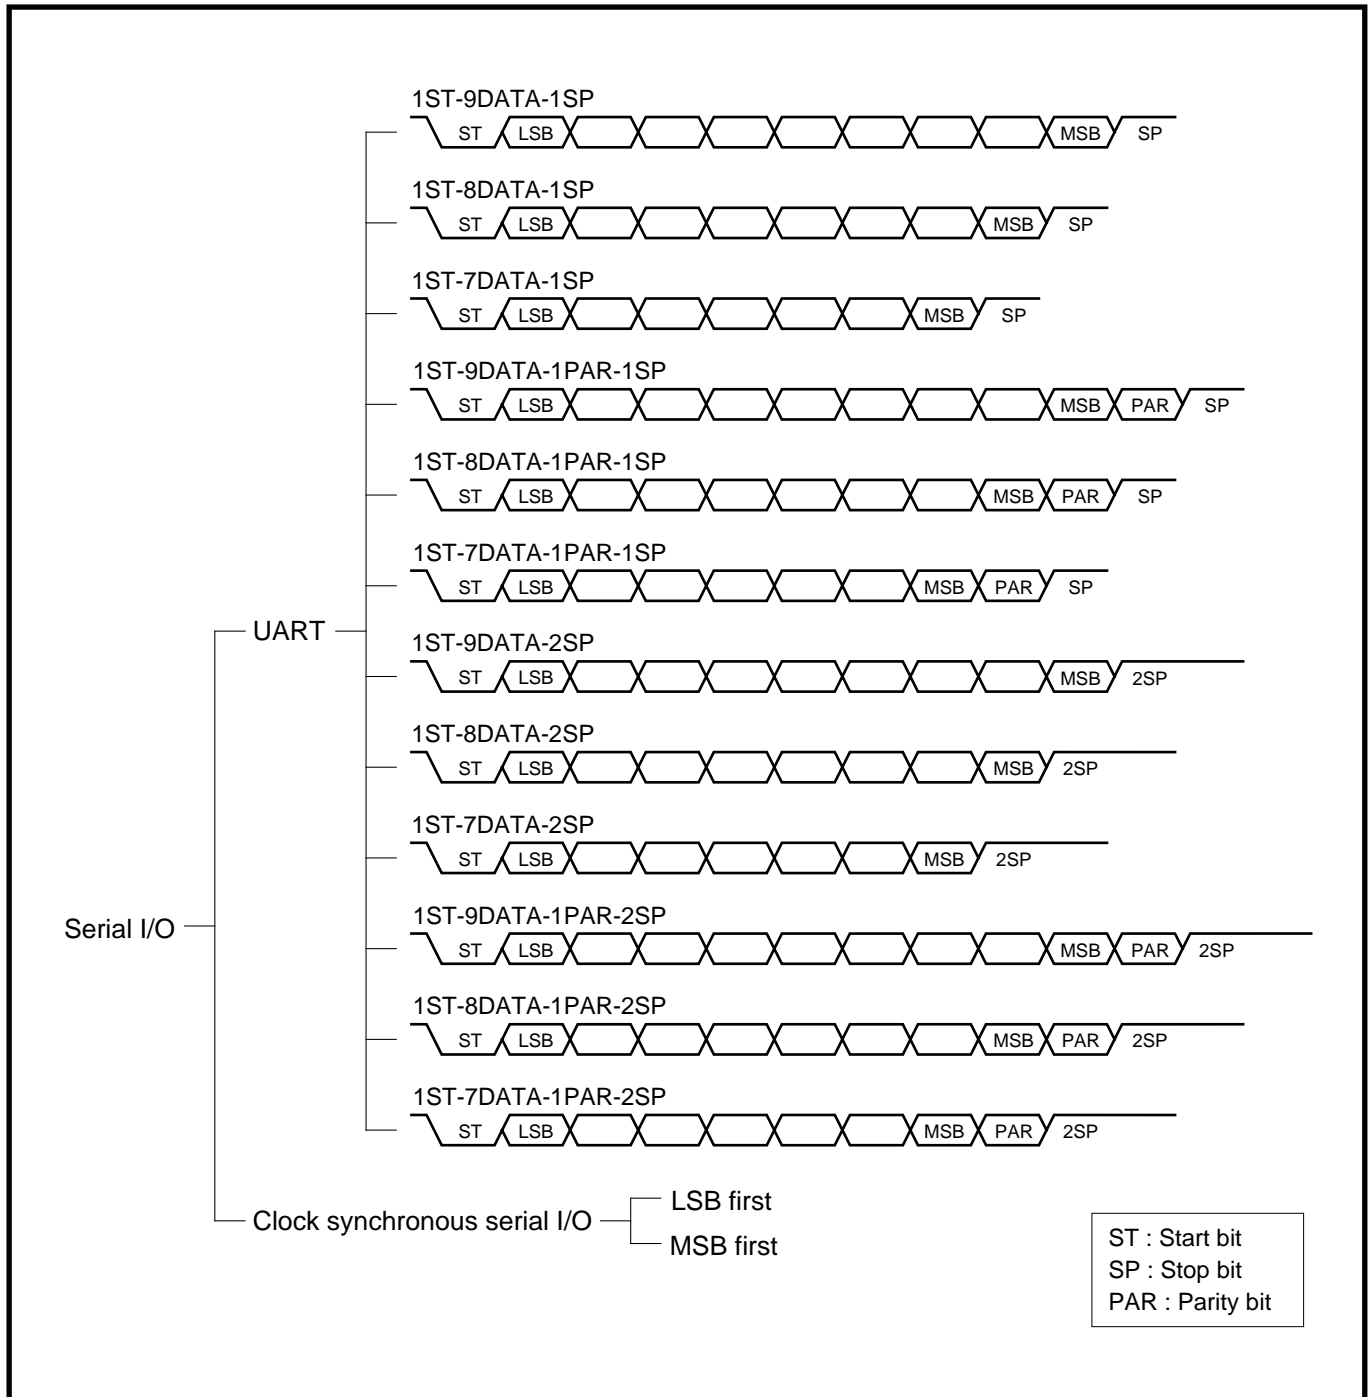 1ST-9DATA-1SP
ST LSB MSB SP
1ST-8DATA-1SP
ST LSB MSB SP
1ST-7DATA-1SP
ST LSB MSB SP
1ST-9DATA-1PAR-1SP
ST LSB MSB PAR SP
1ST-8DATA-1PAR-1SP
ST LSB MSB PAR SP
1ST-7DATA-1PAR-1SP
ST LSB MSB PAR SP
UART
1ST-9DATA-2SP
ST LSB MSB 2SP
1ST-8DATA-2SP
ST LSB MSB 2SP
1ST-7DATA-2SP
ST LSB MSB 2SP
Serial I/O
1ST-9DATA-1PAR-2SP
ST LSB MSB PAR 2SP
1ST-8DATA-1PAR-2SP
ST LSB MSB PAR 2SP
1ST-7DATA-1PAR-2SP
ST LSB MSB PAR 2SP
Clock synchronous serial I/O
LSB first
MSB first
ST : Start bit
SP : Stop bit
PAR : Parity bit